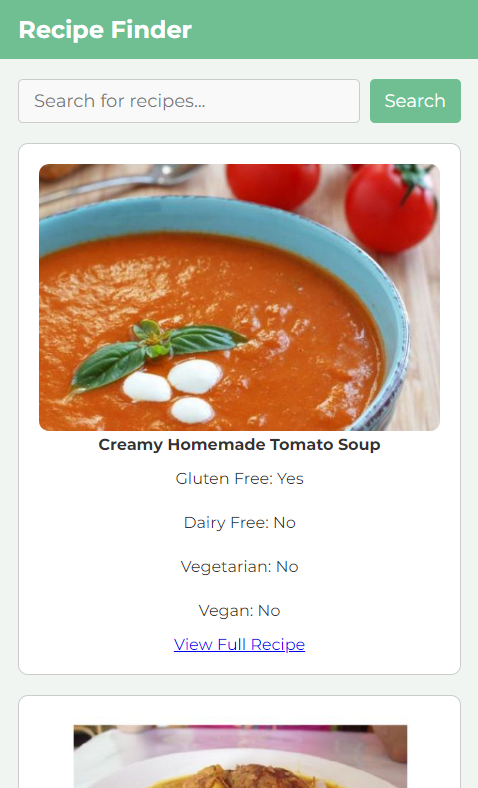 Recipe Finder
Search for recipes...
Search
Creamy Homemade Tomato Soup
Gluten Free: Yes
Dairy Free: No
Vegetarian: No
Vegan: No
View Full Recipe